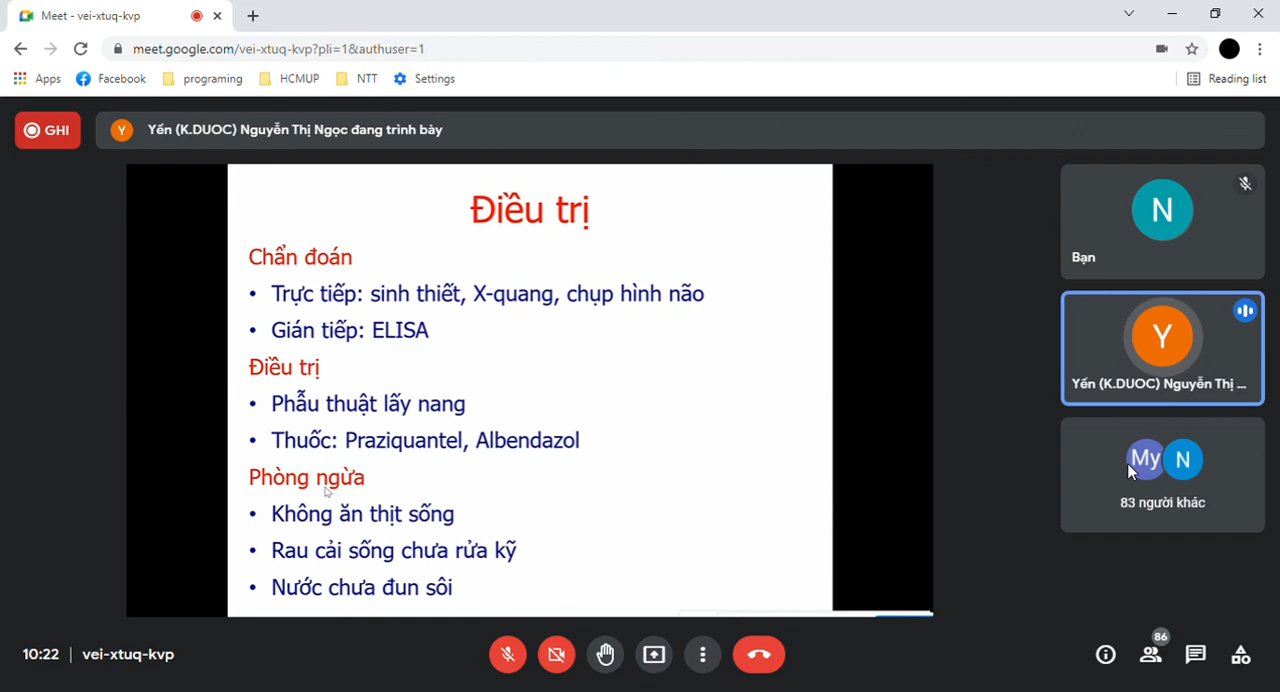 Meet - vei-xtuq-kvp
meet.google.com/vei-xtuq-kvp?pli=1&authuser=1
Apps Facebook programing HCMUP NTT Settings Reading list
GHI
Y Yến (K.DUOC) Nguyễn Thị Ngọc đang trình bày
Điều trị
Chẩn đoán
• Trực tiếp: sinh thiết, X-quang, chụp hình não
• Gián tiếp: ELISA
Điều trị
• Phẫu thuật lấy nang
• Thuốc: Praziquantel, Albendazol
Phòng ngừa
• Không ăn thịt sống
• Rau cải sống chưa rửa kỹ
• Nước chưa đun sôi
N
Bạn
Y
Yến (K.DUOC) Nguyễn Thị ...
My N
83 người khác
10:22 | vei-xtuq-kvp
86